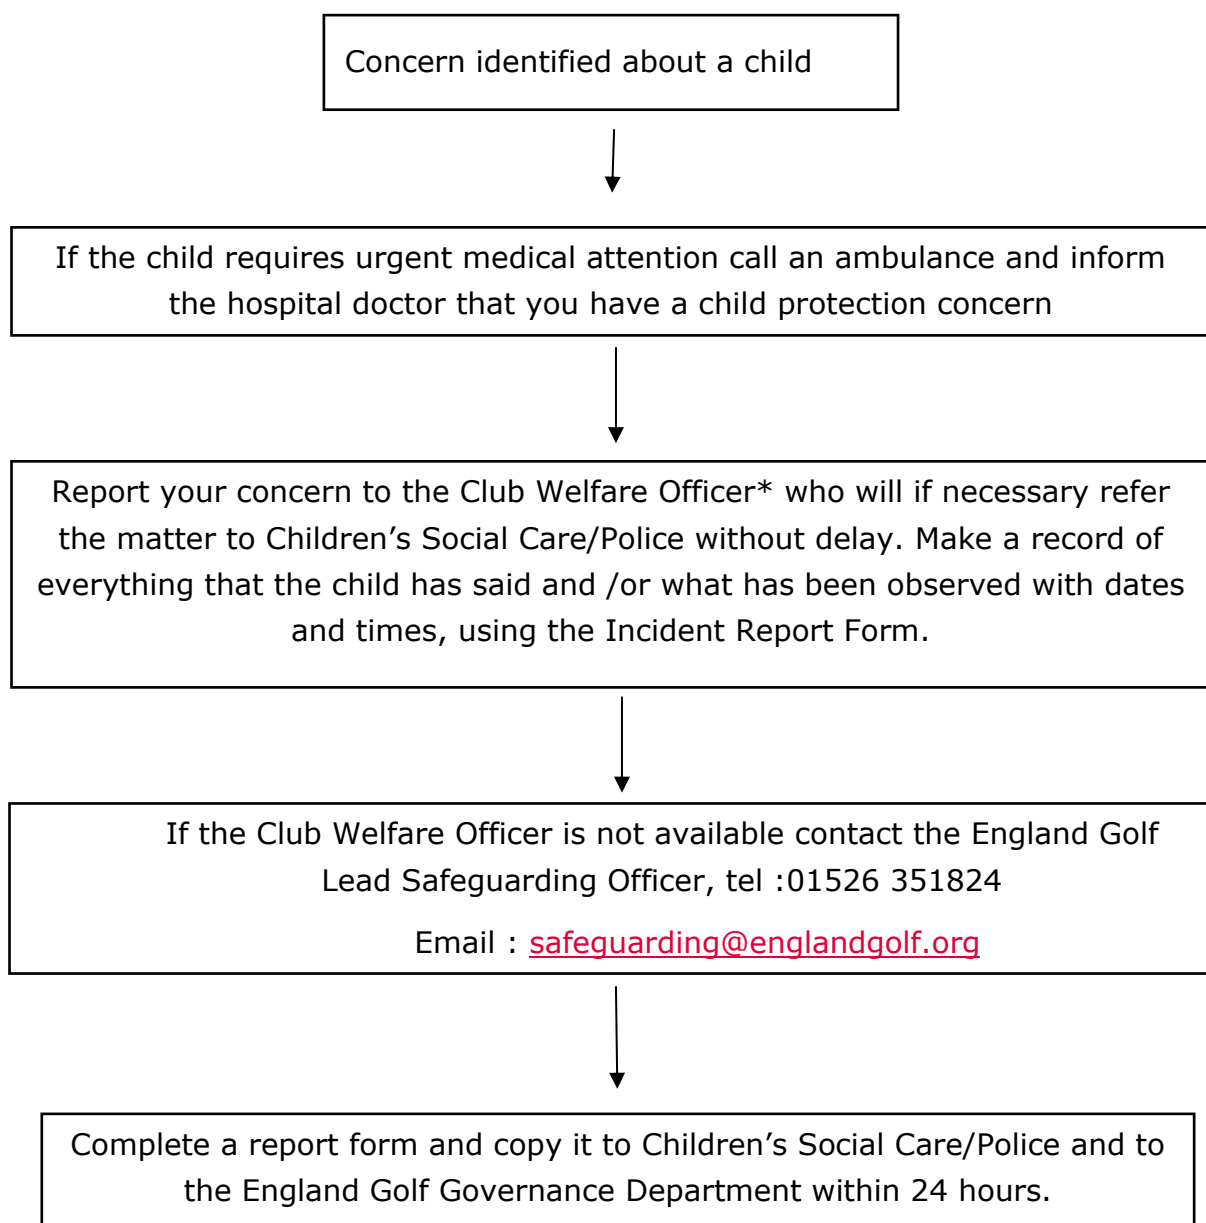 Concern identified about a child
If the child requires urgent medical attention call an ambulance and inform
the hospital doctor that you have a child protection concern
Report your concern to the Club Welfare Officer* who will if necessary refer
the matter to Children’s Social Care/Police without delay. Make a record of
everything that the child has said and /or what has been observed with dates
and times, using the Incident Report Form.
If the Club Welfare Officer is not available contact the England Golf
Lead Safeguarding Officer, tel :01526 351824
Email : safeguarding@englandgolf.org
Complete a report form and copy it to Children’s Social Care/Police and to
the England Golf Governance Department within 24 hours.